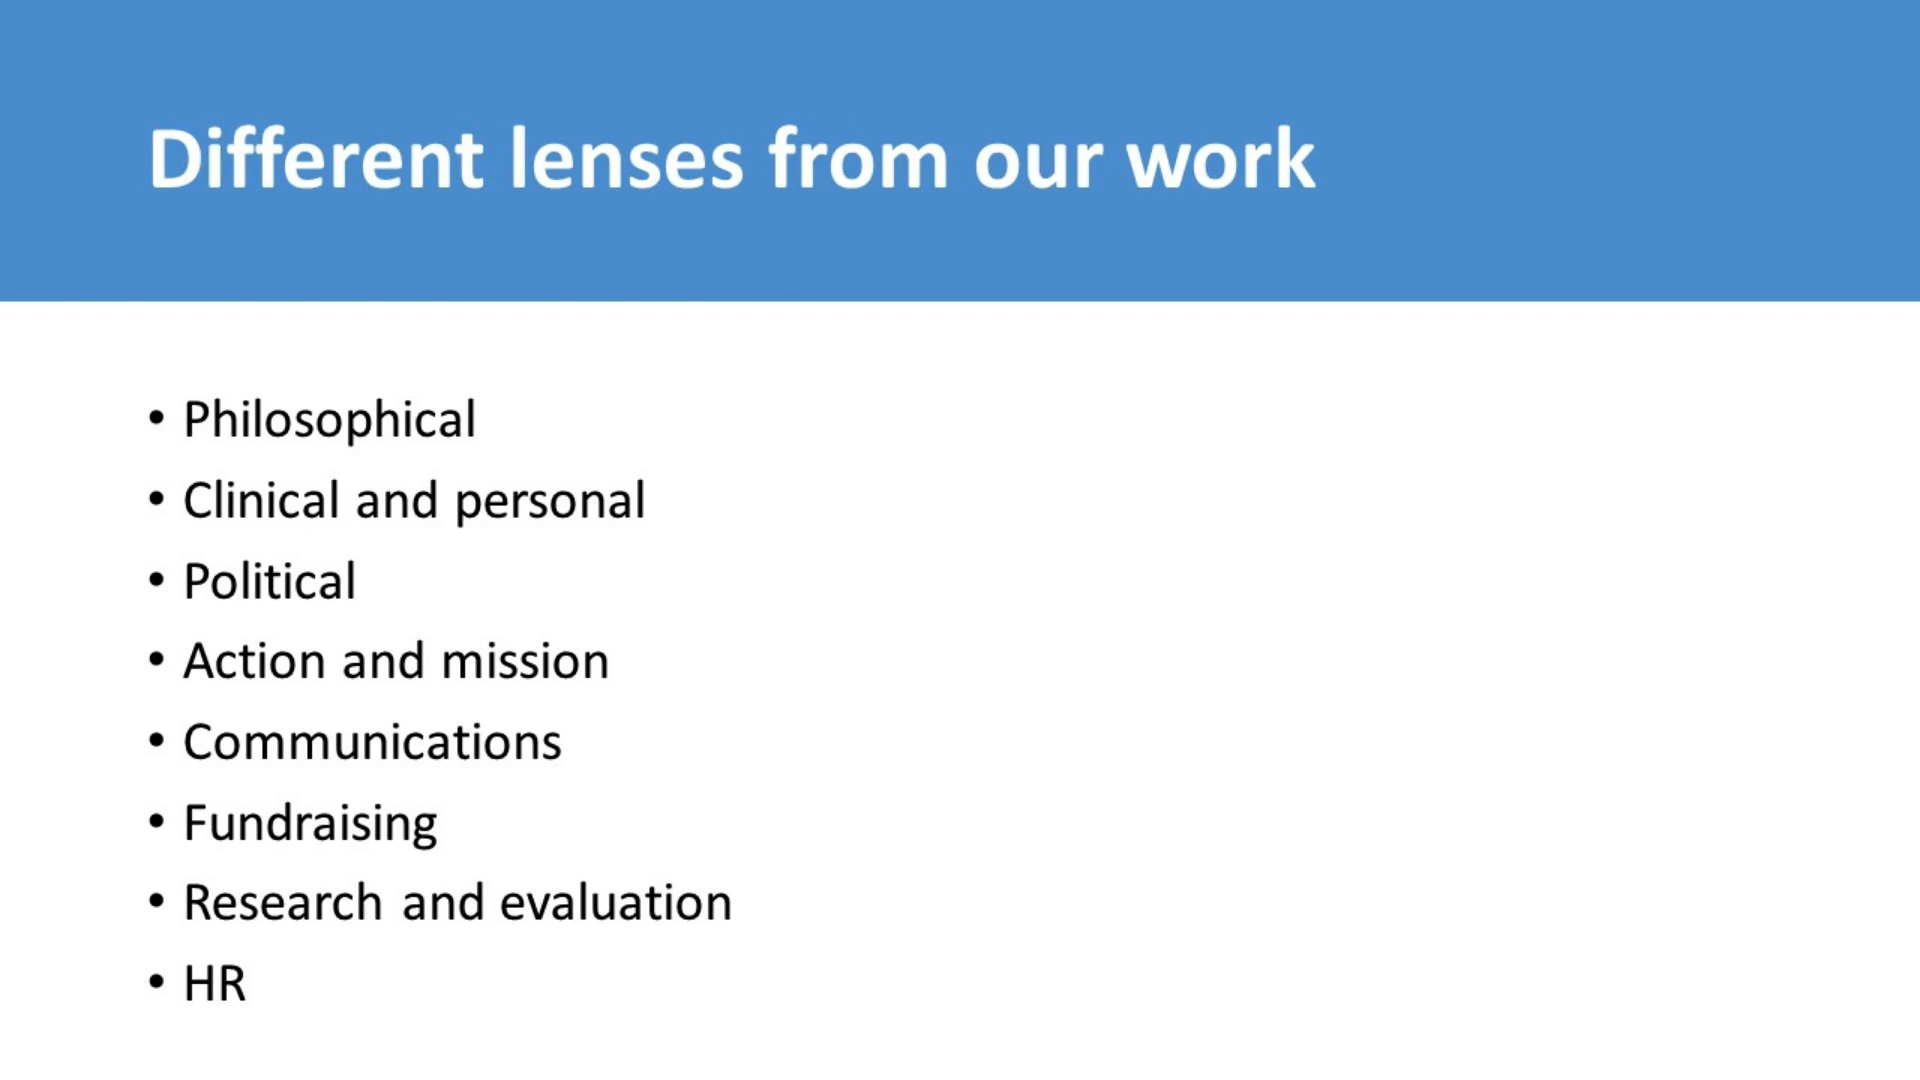 Different lenses from our work
• Philosophical
• Clinical and personal
• Political
• Action and mission
• Communications
• Fundraising
• Research and evaluation
• HR